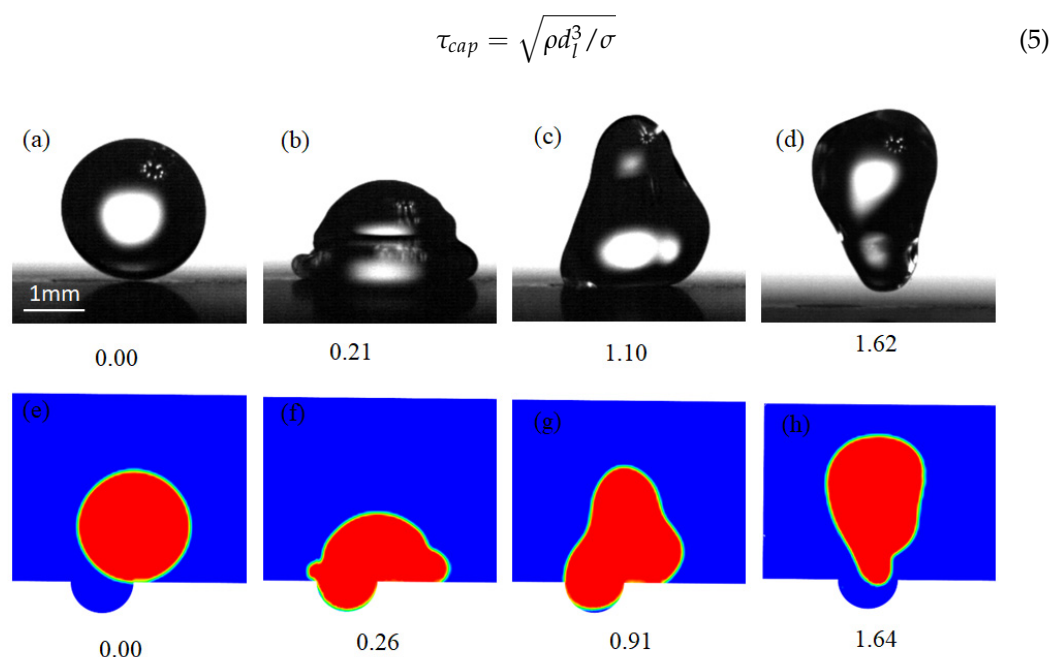 τ_cap = √(ρd_l^3/σ) (5)
(a) (b) (c) (d)
1mm
0.00 0.21 1.10 1.62
(e) (f) (g) (h)
0.00 0.26 0.91 1.64